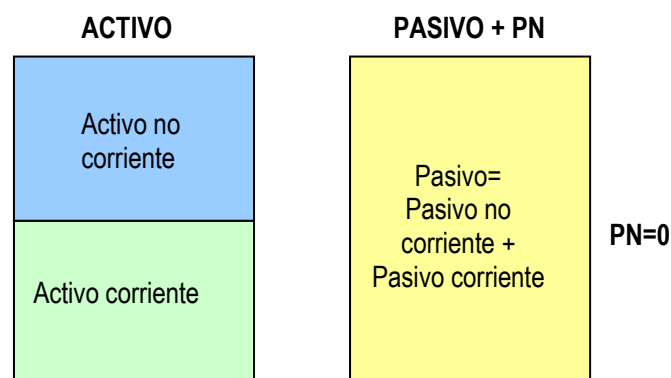 ACTIVO
PASIVO + PN
Activo no
corriente
Activo corriente
Pasivo=
Pasivo no
corriente +
Pasivo corriente
PN=0